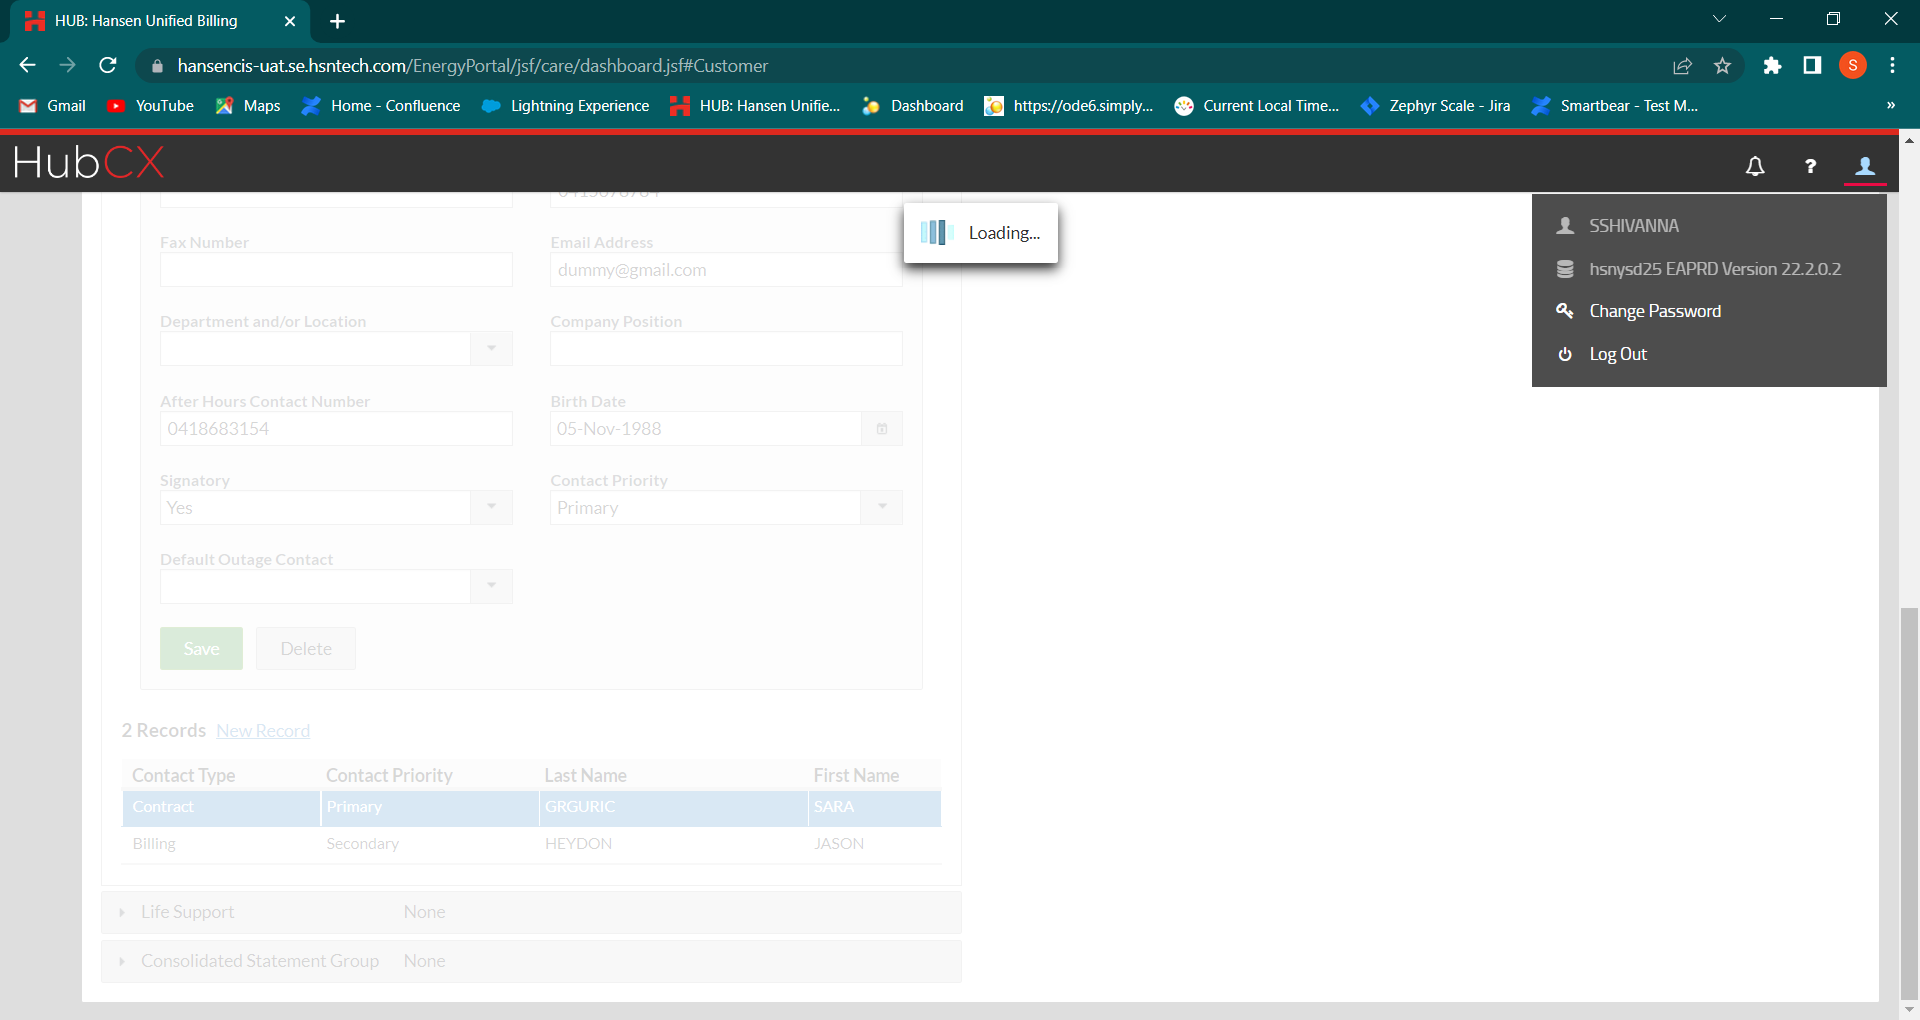 HUB: Hansen Unified Billing
hansencis-uat.se.hsntech.com/EnergyPortal/jsf/care/dashboard.jsf#Customer
S
Gmail YouTube Maps Home - Confluence Lightning Experience HUB: Hansen Unifie... Dashboard https://ode6.simply... Current Local Time... Zephyr Scale - Jira Smartbear - Test M... »
HubCX
?
SSHIVANNA
hsnysd25 EAPRD Version 22.2.0.2
Change Password
Log Out
Loading...
Fax Number Email Address
dummy@gmail.com
Department and/or Location Company Position
After Hours Contact Number Birth Date
0418683154 05-Nov-1988
Signatory Contact Priority
Yes Primary
Default Outage Contact
Save Delete
2 Records New Record
Contact Type Contact Priority Last Name First Name
Contract Primary GRGURIC SARA
Billing Secondary HEYDON JASON
Life Support None
Consolidated Statement Group None